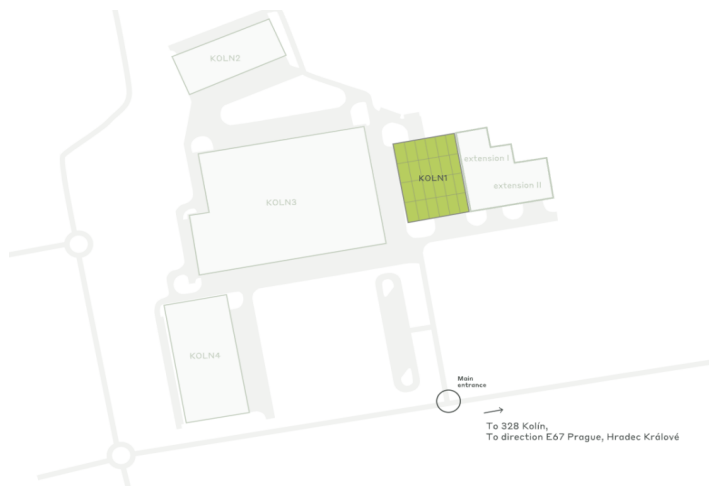 KOLN2
extension I
KOLN1
extension II
KOLN3
KOLN4
Main
entrance
To 328 Kolín,
To direction E67 Prague, Hradec Králové